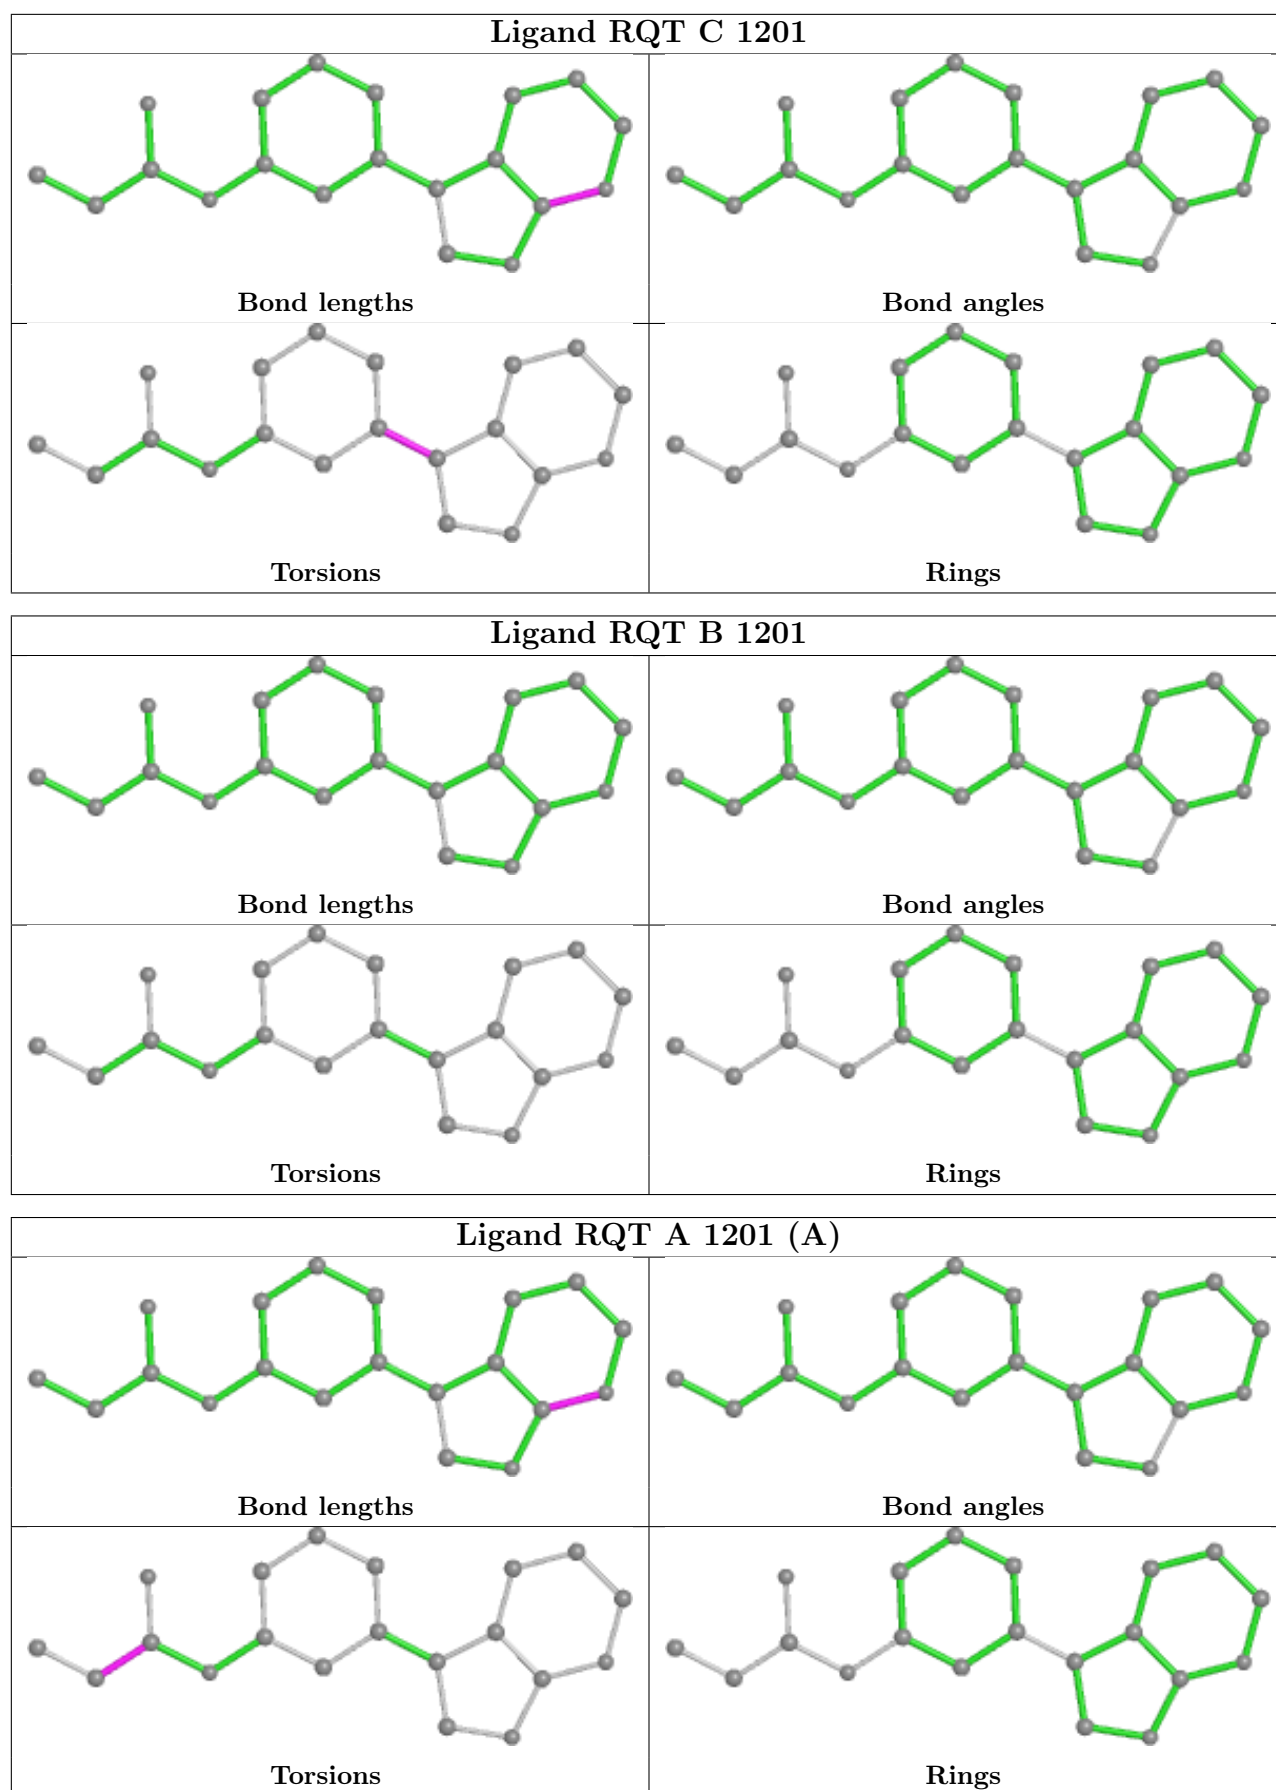 Ligand RQT C 1201
Bond lengths
Bond angles
Torsions
Rings
Ligand RQT B 1201
Bond lengths
Bond angles
Torsions
Rings
Ligand RQT A 1201 (A)
Bond lengths
Bond angles
Torsions
Rings